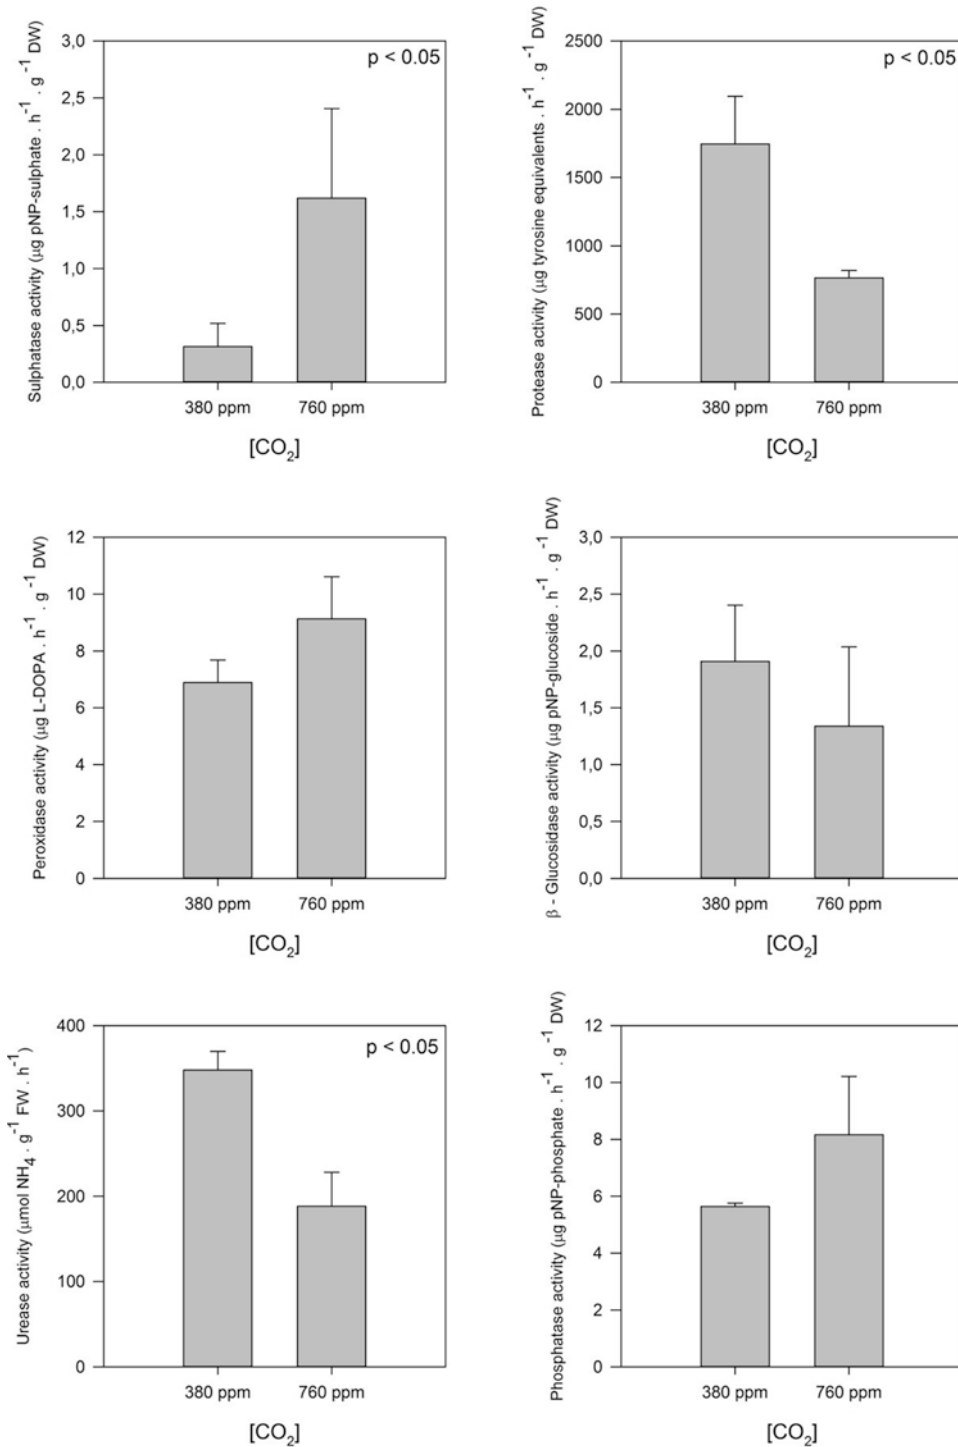 Sulphatase activity (µg pNP-sulphate . h⁻¹ . g⁻¹ DW)
3,0
2,5
2,0
1,5
1,0
0,5
0,0
p < 0.05
380 ppm 760 ppm
[CO₂]
Protease activity (µg tyrosine equivalents . h⁻¹ . g⁻¹ DW)
2500
2000
1500
1000
500
0
p < 0.05
380 ppm 760 ppm
[CO₂]
Peroxidase activity (µg L-DOPA . h⁻¹ . g⁻¹ DW)
12
10
8
6
4
2
0
380 ppm 760 ppm
[CO₂]
β - Glucosidase activity (µg pNP-glucoside . h⁻¹ . g⁻¹ DW)
3,0
2,5
2,0
1,5
1,0
0,5
0,0
380 ppm 760 ppm
[CO₂]
Urease activity (µmol NH₄ . g⁻¹ FW . h⁻¹)
400
300
200
100
0
p < 0.05
380 ppm 760 ppm
[CO₂]
Phosphatase activity (µg pNP-phosphate . h⁻¹ . g⁻¹ DW)
12
10
8
6
4
2
0
380 ppm 760 ppm
[CO₂]